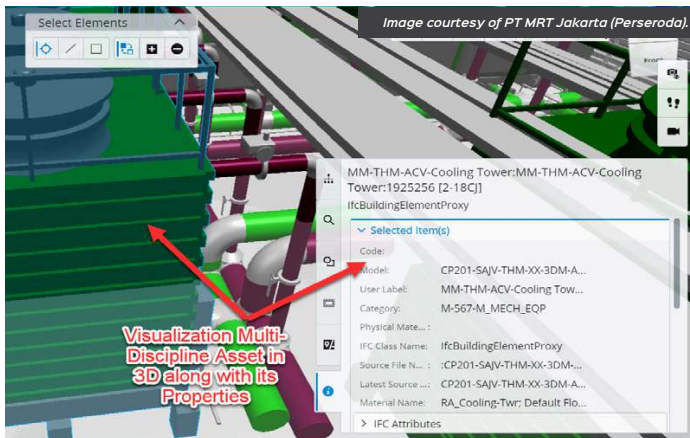 Select Elements
Image courtesy of PT MRT Jakarta (Perseroda).
Front
MM-THM-ACV-Cooling Tower:MM-THM-ACV-Cooling
Tower:1925256 [2-18CJ]
IfcBuildingElementProxy
Selected Item(s)
Code:
Model: CP201-SAJV-THM-XX-3DM-A...
User Label: MM-THM-ACV-Cooling Tow...
Category: M-567-M_MECH_EQP
Physical Mate... :
IFC Class Name: IfcBuildingElementProxy
Source File N... : :CP201-SAJV-THM-XX-3DM-...
Latest Source ...: CP201-SAJV-THM-XX-3DM-A...
Material Name: RA_Cooling-Twr; Default Flo...
IFC Attributes
Visualization Multi-
Discipline Asset in
3D along with its
Properties